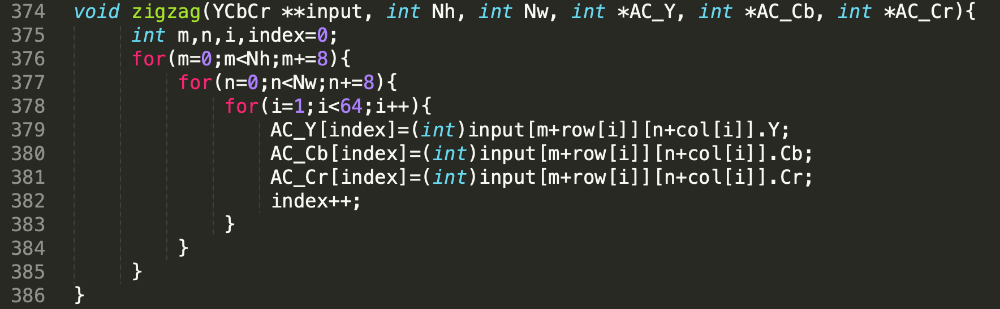 374 void zigzag(YCbCr **input, int Nh, int Nw, int *AC_Y, int *AC_Cb, int *AC_Cr){
375 int m,n,i,index=0;
376 for(m=0;m<Nh;m+=8){
377 for(n=0;n<Nw;n+=8){
378 for(i=1;i<64;i++){
379 AC_Y[index]=(int)input[m+row[i]][n+col[i]].Y;
380 AC_Cb[index]=(int)input[m+row[i]][n+col[i]].Cb;
381 AC_Cr[index]=(int)input[m+row[i]][n+col[i]].Cr;
382 index++;
383 }
384 }
385 }
386 }